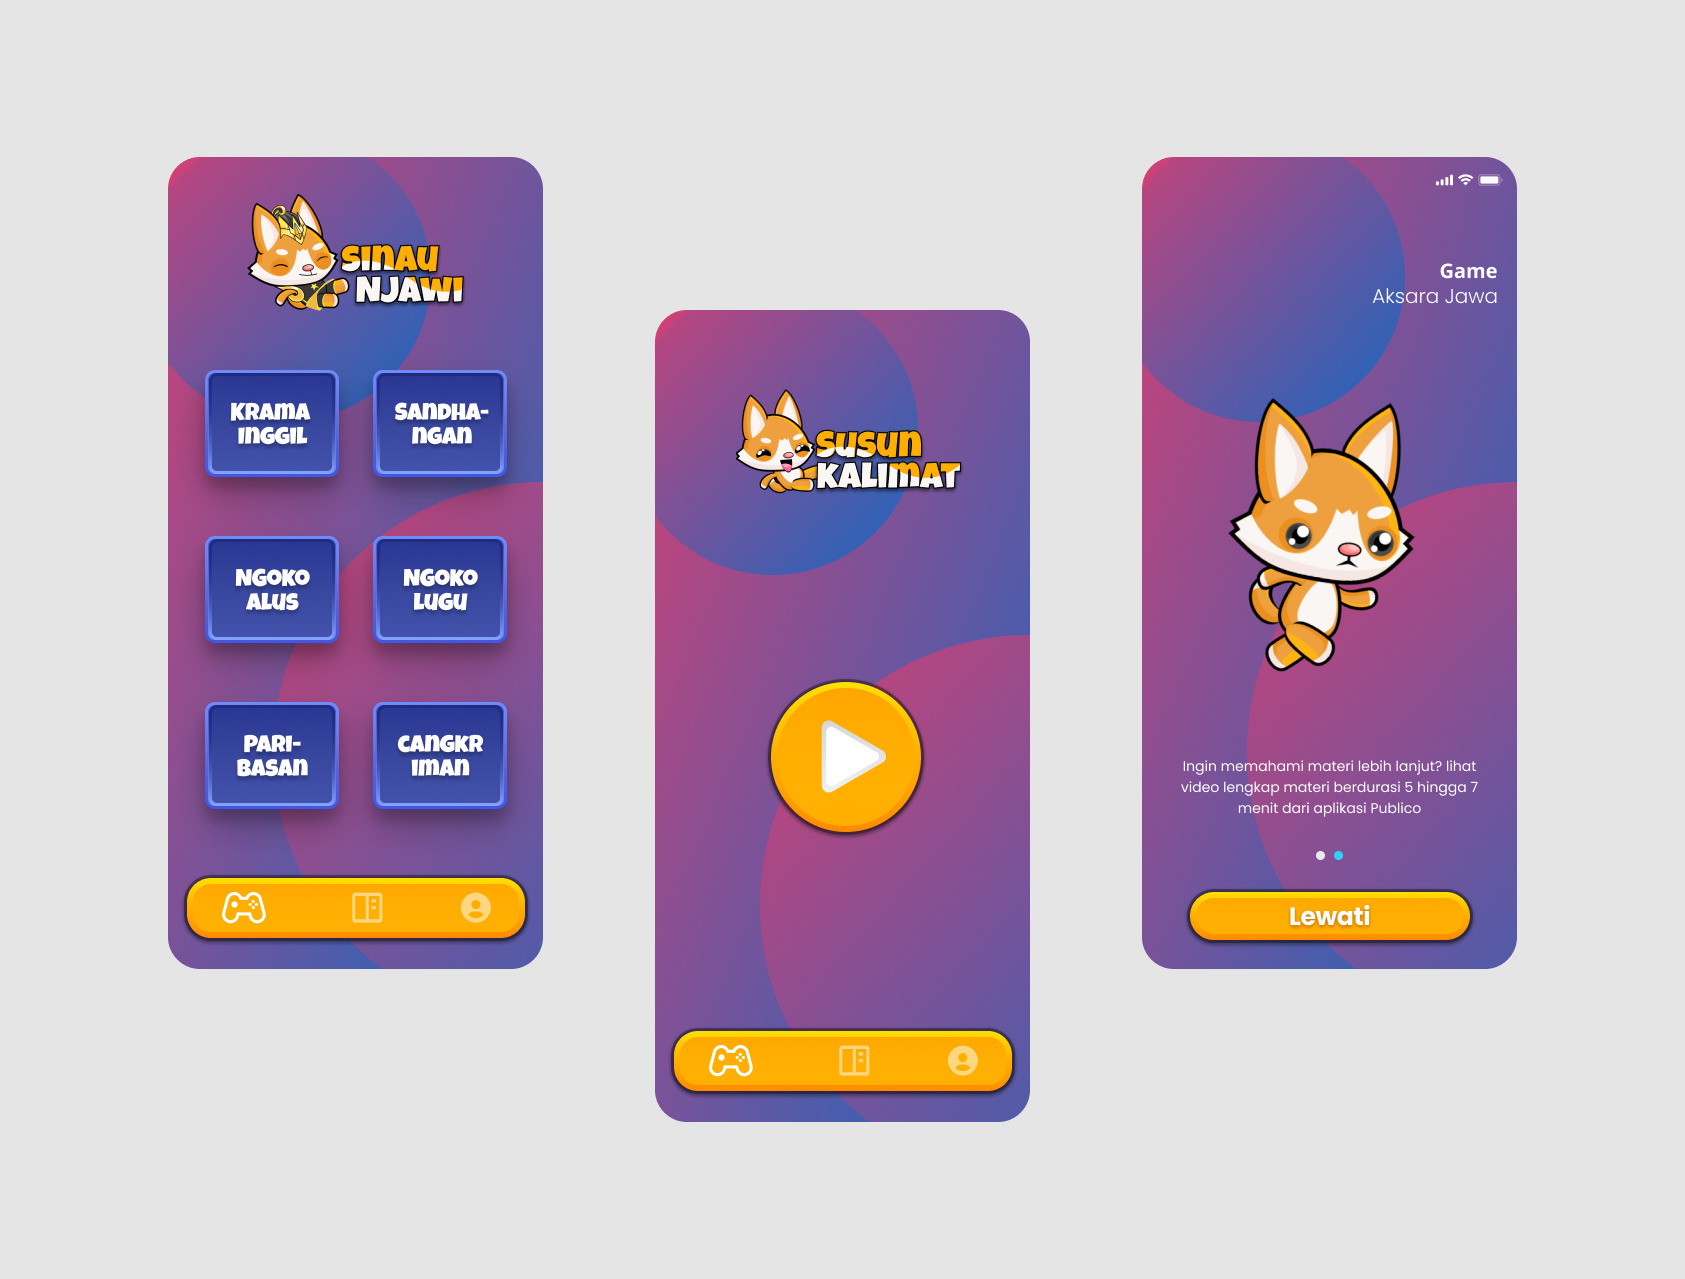 SINAU
NJAWI
KRAMA
INGGIL
SANDHA-
NGAN
NGOKO
ALUS
NGOKO
LUGU
PARI-
BASAN
CANGKR
IMAN
SUSUN
KALIMAT
Game
Aksara Jawa
Ingin memahami materi lebih lanjut? lihat
video lengkap materi berdurasi 5 hingga 7
menit dari aplikasi Publico
Lewati